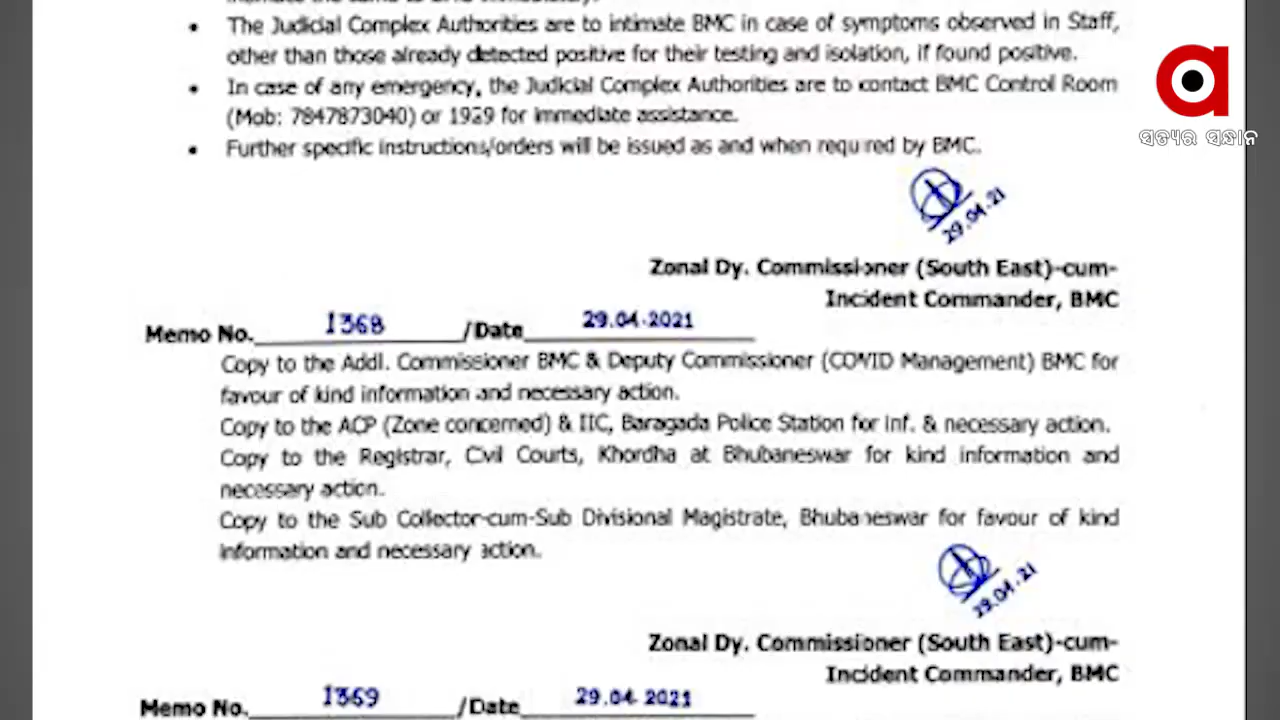 The Judicial Complex Authorities are to intimate BMC in case of symptoms observed in Staff,
other than those already detected positive for their testing and isolation, if found positive.
In case of any emergency, the Judicial Complex Authorities are to contact BMC Control Room
(Mob: 7847873040) or 1929 for immediate assistance.
Further specific instructions/orders will be issued as and when required by BMC.
ସତ୍ୟର ସନ୍ଧାନ
29.04.21
Zonal Dy. Commissioner (South East)-cum-
Incident Commander, BMC
Memo No. 1368 /Date 29.04.2021
Copy to the Addl. Commissioner BMC & Deputy Commissioner (COVID Management) BMC for
favour of kind information and necessary action.
Copy to the ACP (Zone concerned) & IIC, Baragada Police Station for inf. & necessary action.
Copy to the Registrar, Civil Courts, Khordha at Bhubaneswar for kind information and
necessary action.
Copy to the Sub Collector-cum-Sub Divisional Magistrate, Bhubaneswar for favour of kind
information and necessary action.
29.04.21
Zonal Dy. Commissioner (South East)-cum-
Incident Commander, BMC
Memo No. 1369 /Date 29.04.2021